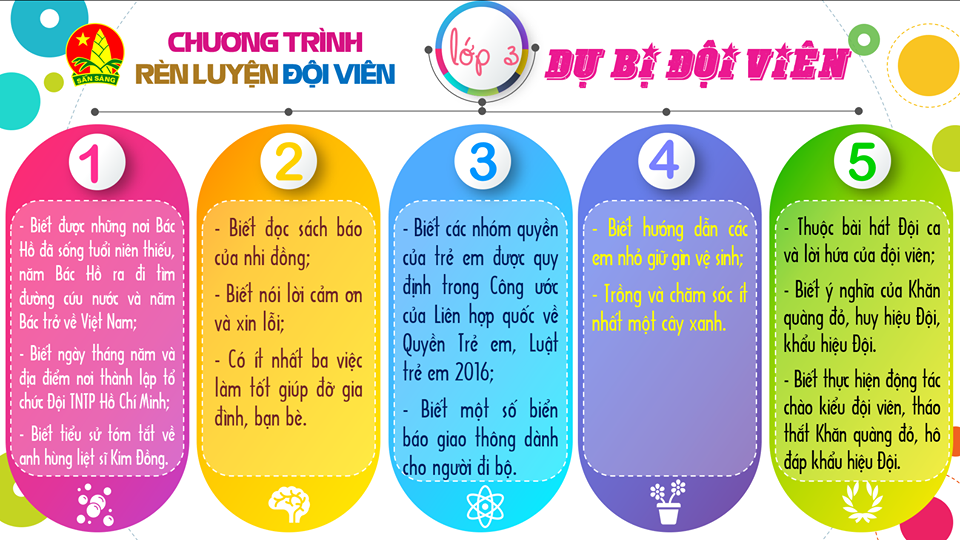 SẴN SÀNG
CHƯƠNG TRÌNH
RÈN LUYỆN ĐỘI VIÊN
lớp 3
DỰ BỊ ĐỘI VIÊN
1
- Biết được những nơi Bác
Hồ đã sống tuổi niên thiếu,
năm Bác Hồ ra đi tìm
đường cứu nước và năm
Bác trở về Việt Nam;
- Biết ngày tháng năm và
địa điểm nơi thành lập tổ
chức Đội TNTP Hồ Chí Minh;
- Biết tiểu sử tóm tắt về
anh hùng liệt sĩ Kim Đồng.
2
- Biết đọc sách báo
của nhi đồng;
- Biết nói lời cảm ơn
và xin lỗi;
- Có ít nhất ba việc
làm tốt giúp đỡ gia
đình, bạn bè.
3
- Biết các nhóm quyền
của trẻ em được quy
định trong Công ước
của Liên hợp quốc về
Quyền Trẻ em, Luật
trẻ em 2016;
- Biết một số biển
báo giao thông dành
cho người đi bộ.
4
- Biết hướng dẫn các
em nhỏ giữ gìn vệ sinh;
- Trồng và chăm sóc ít
nhất một cây xanh.
5
- Thuộc bài hát Đội ca
và lời hứa của đội viên;
- Biết ý nghĩa của Khăn
quàng đỏ, huy hiệu Đội,
khẩu hiệu Đội.
- Biết thực hiện động tác
chào kiểu đội viên, tháo
thắt Khăn quàng đỏ, hô
đáp khẩu hiệu Đội.